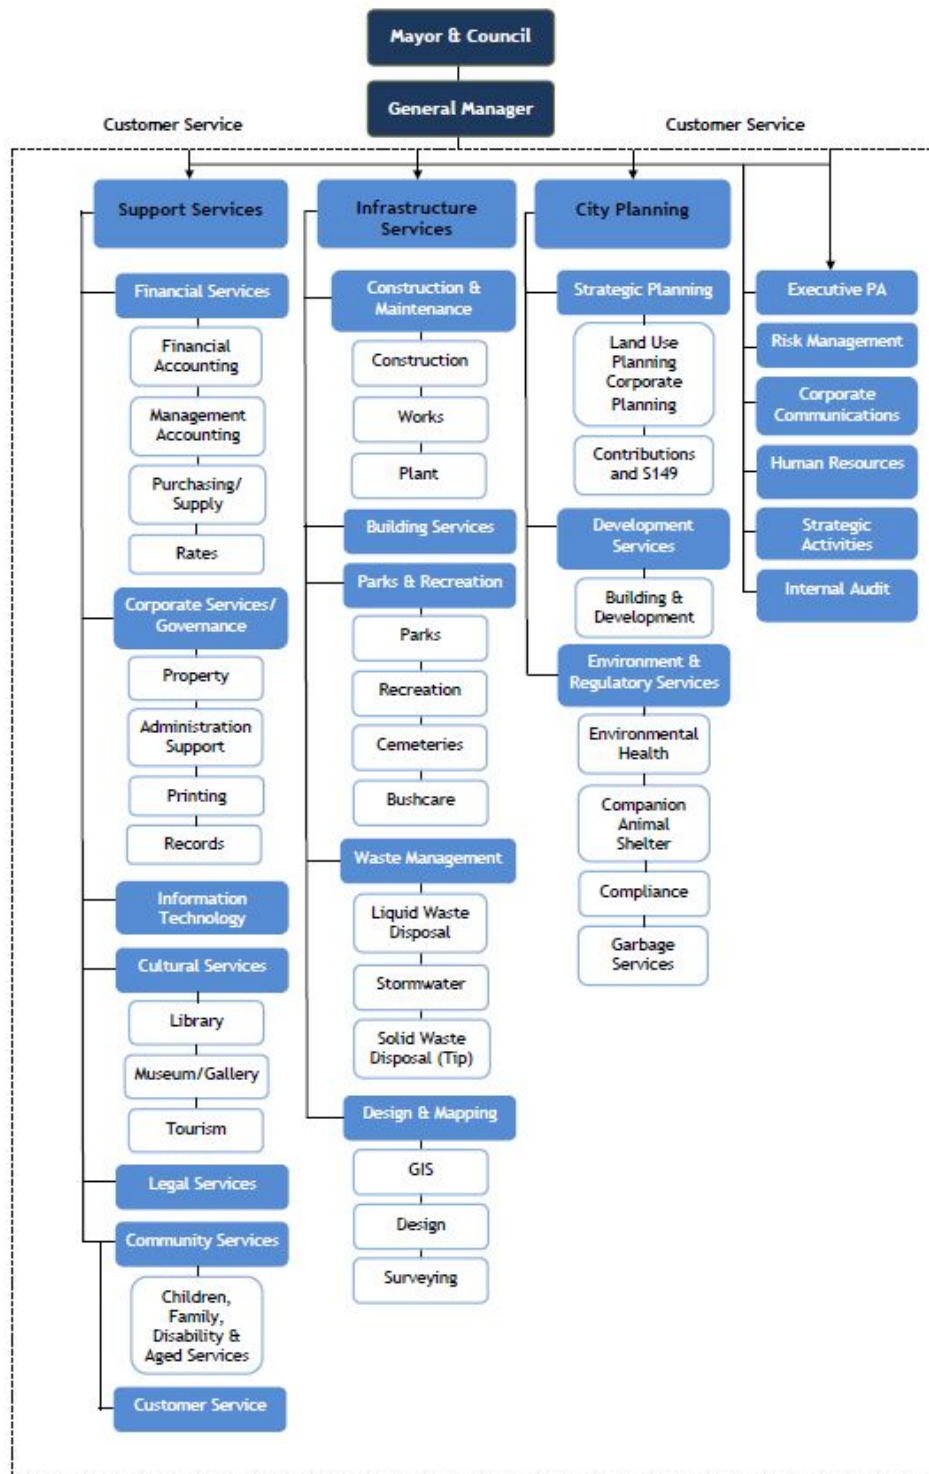 Mayor & Council
General Manager
Customer Service
Customer Service
Support Services
Financial Services
Financial
Accounting
Management
Accounting
Purchasing/
Supply
Rates
Corporate Services/
Governance
Property
Administration
Support
Printing
Records
Information
Technology
Cultural Services
Library
Museum/Gallery
Tourism
Legal Services
Community Services
Children,
Family,
Disability &
Aged Services
Customer Service
Infrastructure
Services
Construction &
Maintenance
Construction
Works
Plant
Building Services
Parks & Recreation
Parks
Recreation
Cemeteries
Bushcare
Waste Management
Liquid Waste
Disposal
Stormwater
Solid Waste
Disposal (Tip)
Design & Mapping
GIS
Design
Surveying
City Planning
Strategic Planning
Land Use
Planning
Corporate
Planning
Contributions
and S149
Development
Services
Building &
Development
Environment &
Regulatory Services
Environmental
Health
Companion
Animal
Shelter
Compliance
Garbage
Services
Executive PA
Risk Management
Corporate
Communications
Human Resources
Strategic
Activities
Internal Audit